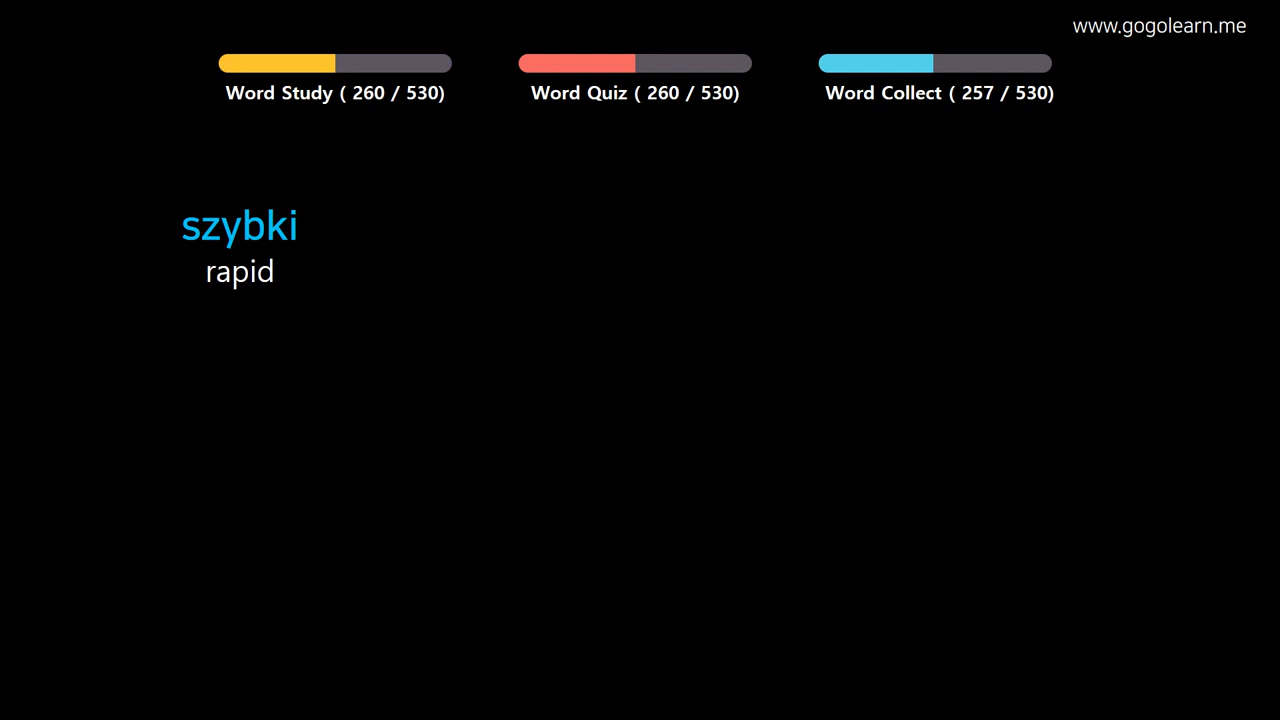 www.gogolearn.me
Word Study ( 260 / 530)
Word Quiz ( 260 / 530)
Word Collect ( 257 / 530)
szybki
rapid